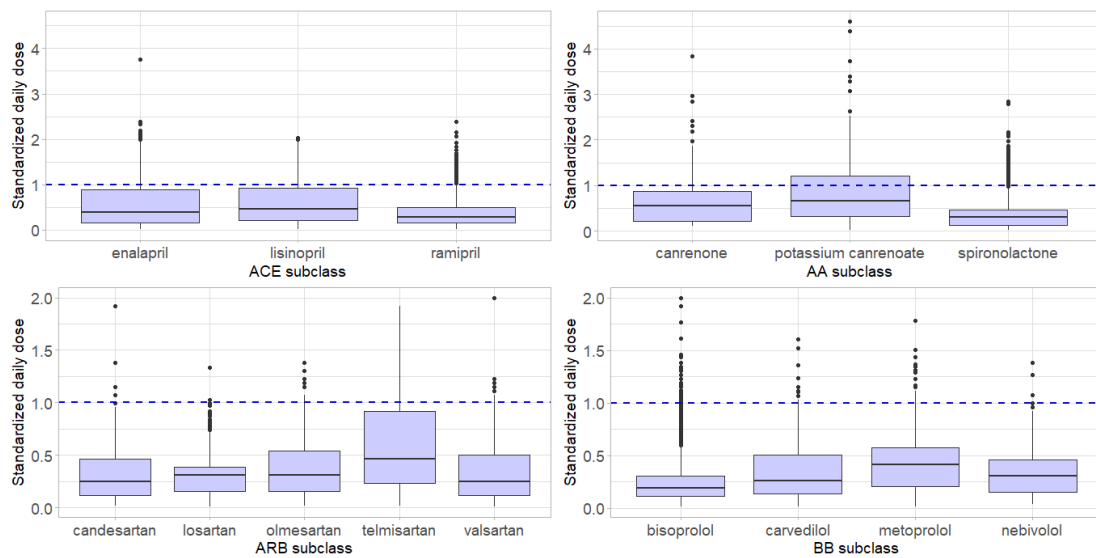 Standardized daily dose
4
3
2
1
0
enalapril lisinopril ramipril
ACE subclass
Standardized daily dose
4
3
2
1
0
canrenone potassium canrenoate spironolactone
AA subclass
Standardized daily dose
2.0
1.5
1.0
0.5
0.0
candesartan losartan olmesartan telmisartan valsartan
ARB subclass
Standardized daily dose
2.0
1.5
1.0
0.5
0.0
bisoprolol carvedilol metoprolol nebivolol
BB subclass